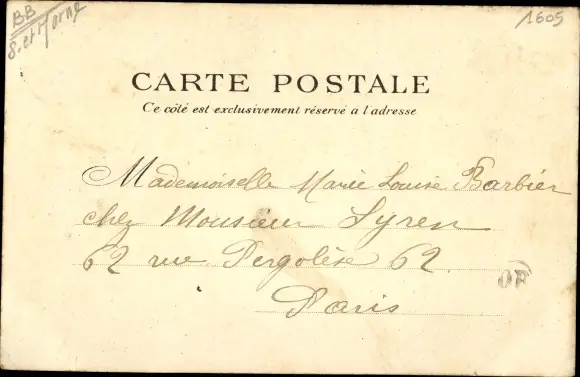 BB
S. et Marne
1605
CARTE POSTALE
Ce côté est exclusivement réservé à l'adresse
Mademoiselle Marie Louise Barbier
chez Monsieur Syren
62 rue Pergolèse 62
OR
Paris